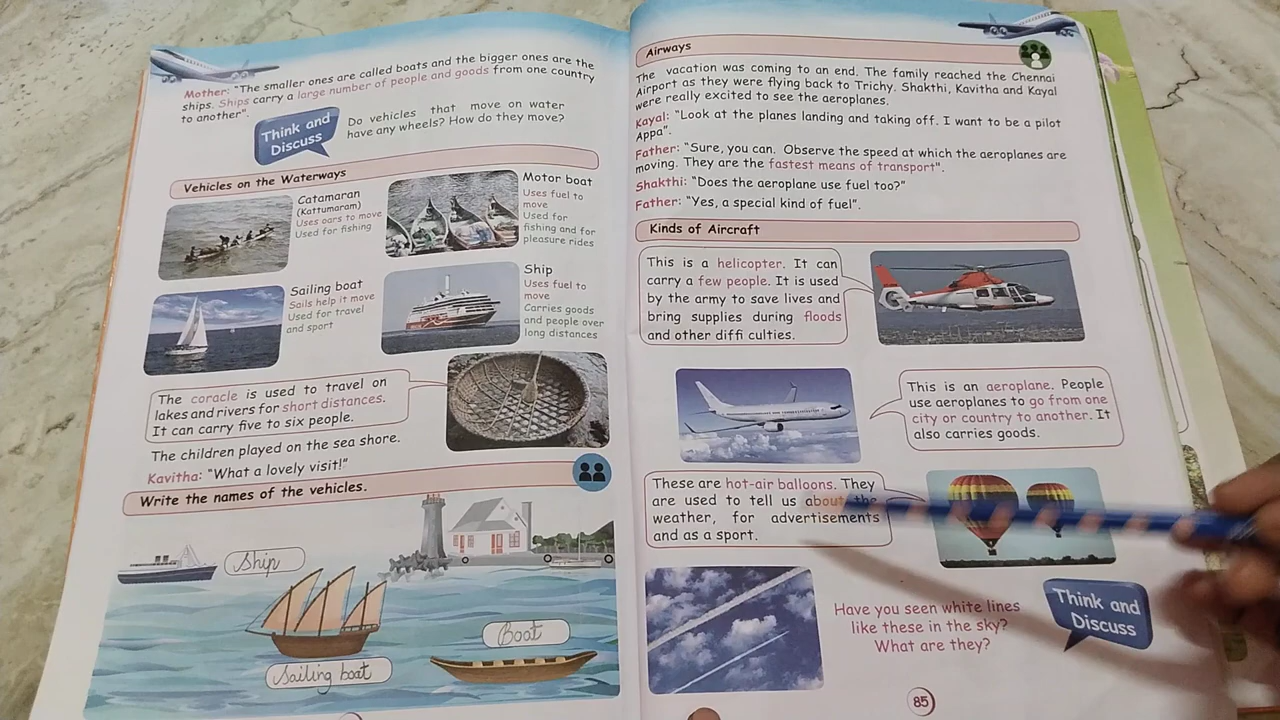 Mother: "The smaller ones are called boats and the bigger ones are the
ships. Ships carry a large number of people and goods from one country
to another".
Think and
Discuss
Do vehicles that move on water
have any wheels? How do they move?
Vehicles on the Waterways
Catamaran
(Kattumaram)
Uses oars to move
Used for fishing
Motor boat
Uses fuel to
move
Used for
fishing and for
pleasure rides
Sailing boat
Sails help it move
Used for travel
and sport
Ship
Uses fuel to
move
Carries goods
and people over
long distances
The coracle is used to travel on
lakes and rivers for short distances.
It can carry five to six people.
The children played on the sea shore.
Kavitha: "What a lovely visit!"
Write the names of the vehicles.
Ship
Sailing boat
Boat
Airways
The vacation was coming to an end. The family reached the Chennai
Airport as they were flying back to Trichy. Shakthi, Kavitha and Kayal
were really excited to see the aeroplanes.
Kayal: "Look at the planes landing and taking off. I want to be a pilot
Appa".
Father: "Sure, you can. Observe the speed at which the aeroplanes are
moving. They are the fastest means of transport".
Shakthi: "Does the aeroplane use fuel too?"
Father: "Yes, a special kind of fuel".
Kinds of Aircraft
This is a helicopter. It can
carry a few people. It is used
by the army to save lives and
bring supplies during floods
and other diffi culties.
This is an aeroplane. People
use aeroplanes to go from one
city or country to another. It
also carries goods.
These are hot-air balloons. They
are used to tell us about the
weather, for advertisements
and as a sport.
Have you seen white lines
like these in the sky?
What are they?
Think and
Discuss
85